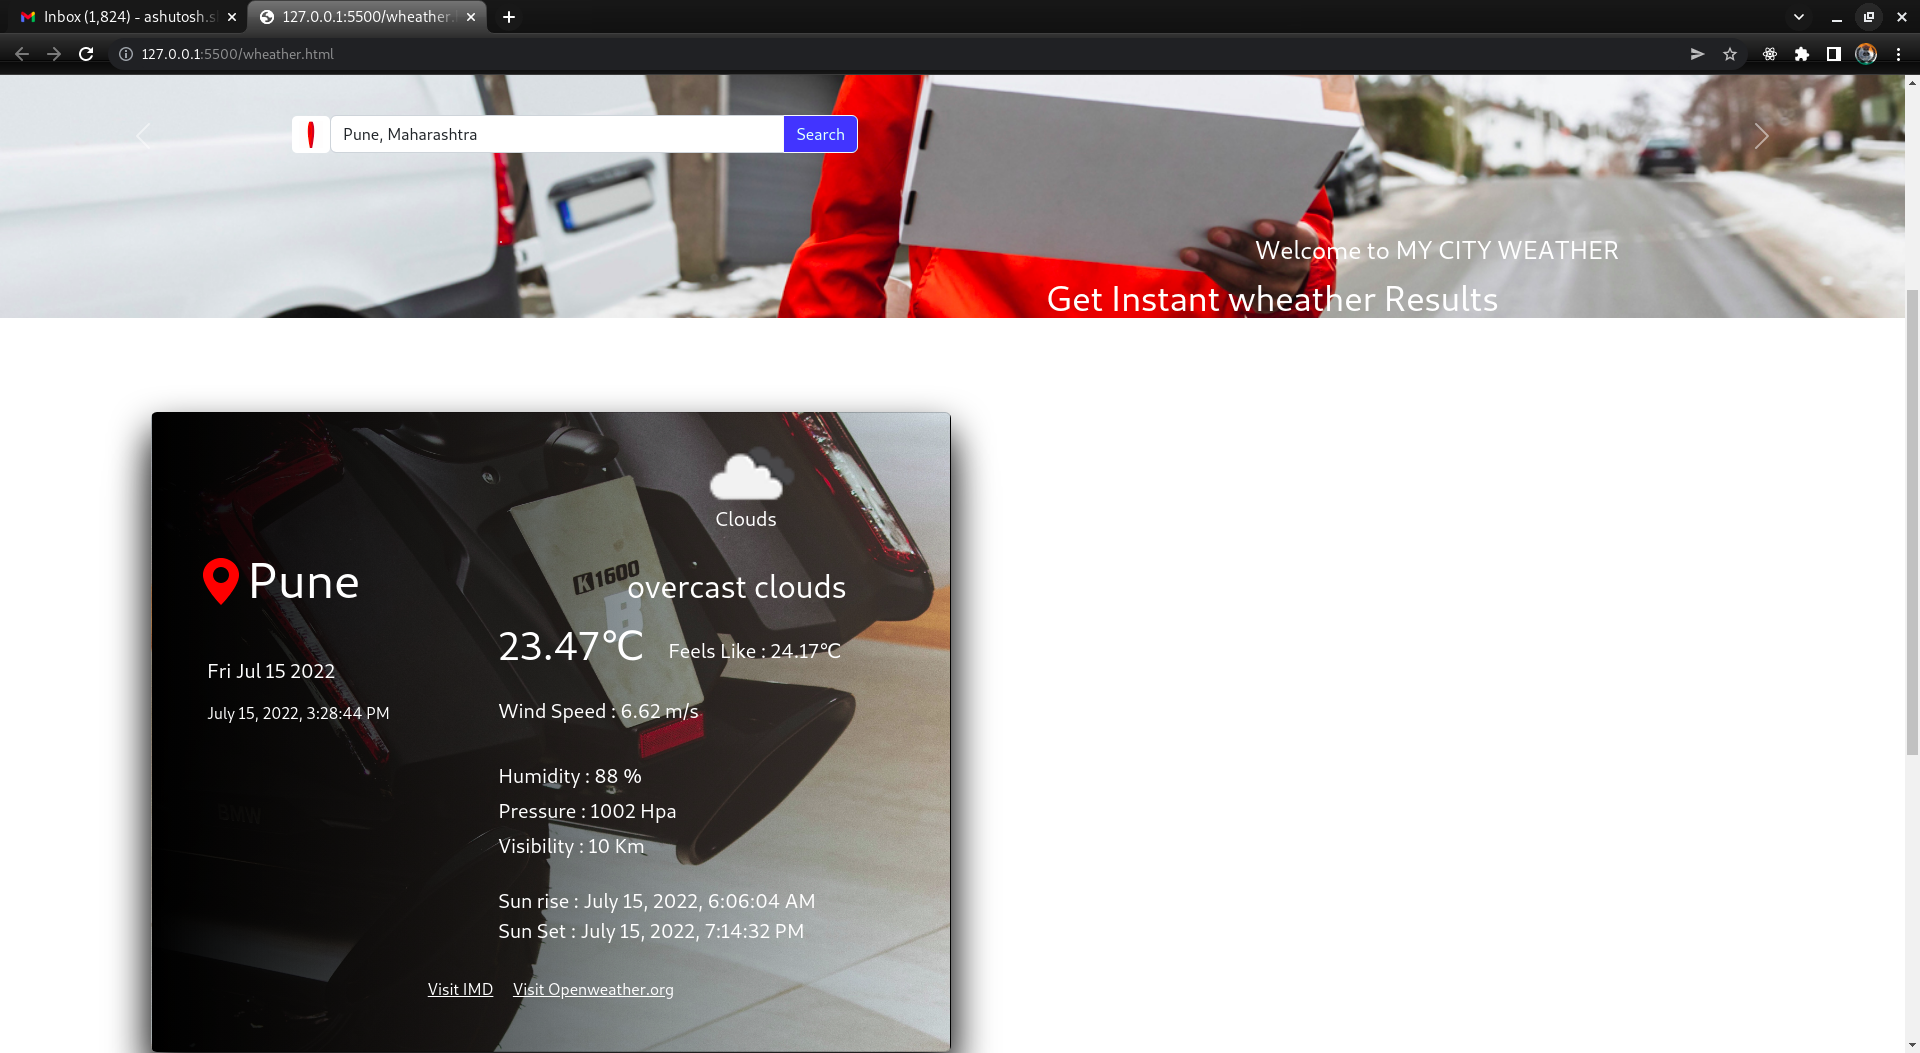 Inbox (1,824) - ashutosh.s
127.0.0.1:5500/wheather.
127.0.0.1:5500/wheather.html
Pune, Maharashtra
Search
Welcome to MY CITY WEATHER
Get Instant wheather Results
Clouds
K1600
Pune
overcast clouds
B
23.47℃
Feels Like : 24.17℃
Fri Jul 15 2022
July 15, 2022, 3:28:44 PM
Wind Speed : 6.62 m/s
Humidity : 88 %
Pressure : 1002 Hpa
BMW
Visibility : 10 Km
Sun rise : July 15, 2022, 6:06:04 AM
Sun Set : July 15, 2022, 7:14:32 PM
Visit IMD
Visit Openweather.org